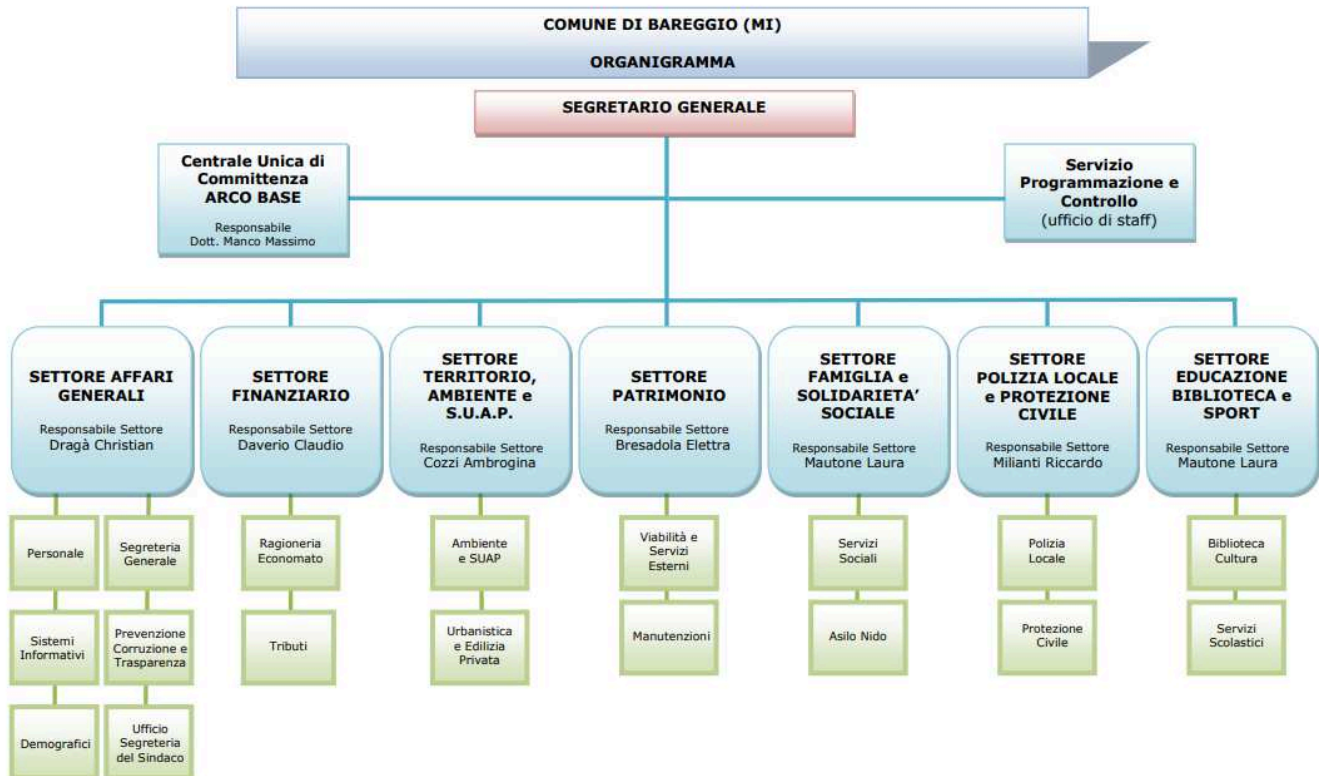 COMUNE DI BAREGGIO (MI)
ORGANIGRAMMA
SEGRETARIO GENERALE
Centrale Unica di
Committenza
ARCO BASE
Responsabile
Dott. Manco Massimo
Servizio
Programmazione e
Controllo
(ufficio di staff)
SETTORE AFFARI
GENERALI
Responsabile Settore
Dragà Christian
SETTORE
FINANZIARIO
Responsabile Settore
Daverio Claudio
SETTORE
TERRITORIO,
AMBIENTE e
S.U.A.P.
Responsabile Settore
Cozzi Ambrogina
SETTORE
PATRIMONIO
Responsabile Settore
Bresadola Elettra
SETTORE
FAMIGLIA e
SOLIDARIETA’
SOCIALE
Responsabile Settore
Mautone Laura
SETTORE
POLIZIA LOCALE
e PROTEZIONE
CIVILE
Responsabile Settore
Milianti Riccardo
SETTORE
EDUCAZIONE
BIBLIOTECA e
SPORT
Responsabile Settore
Mautone Laura
Personale
Segreteria
Generale
Ragioneria
Economato
Ambiente
e SUAP
Viabilità e
Servizi
Esterni
Servizi
Sociali
Polizia
Locale
Biblioteca
Cultura
Sistemi
Informativi
Prevenzione
Corruzione e
Trasparenza
Tributi
Urbanistica
e Edilizia
Privata
Manutenzioni
Asilo Nido
Protezione
Civile
Servizi
Scolastici
Demografici
Ufficio
Segreteria
del Sindaco